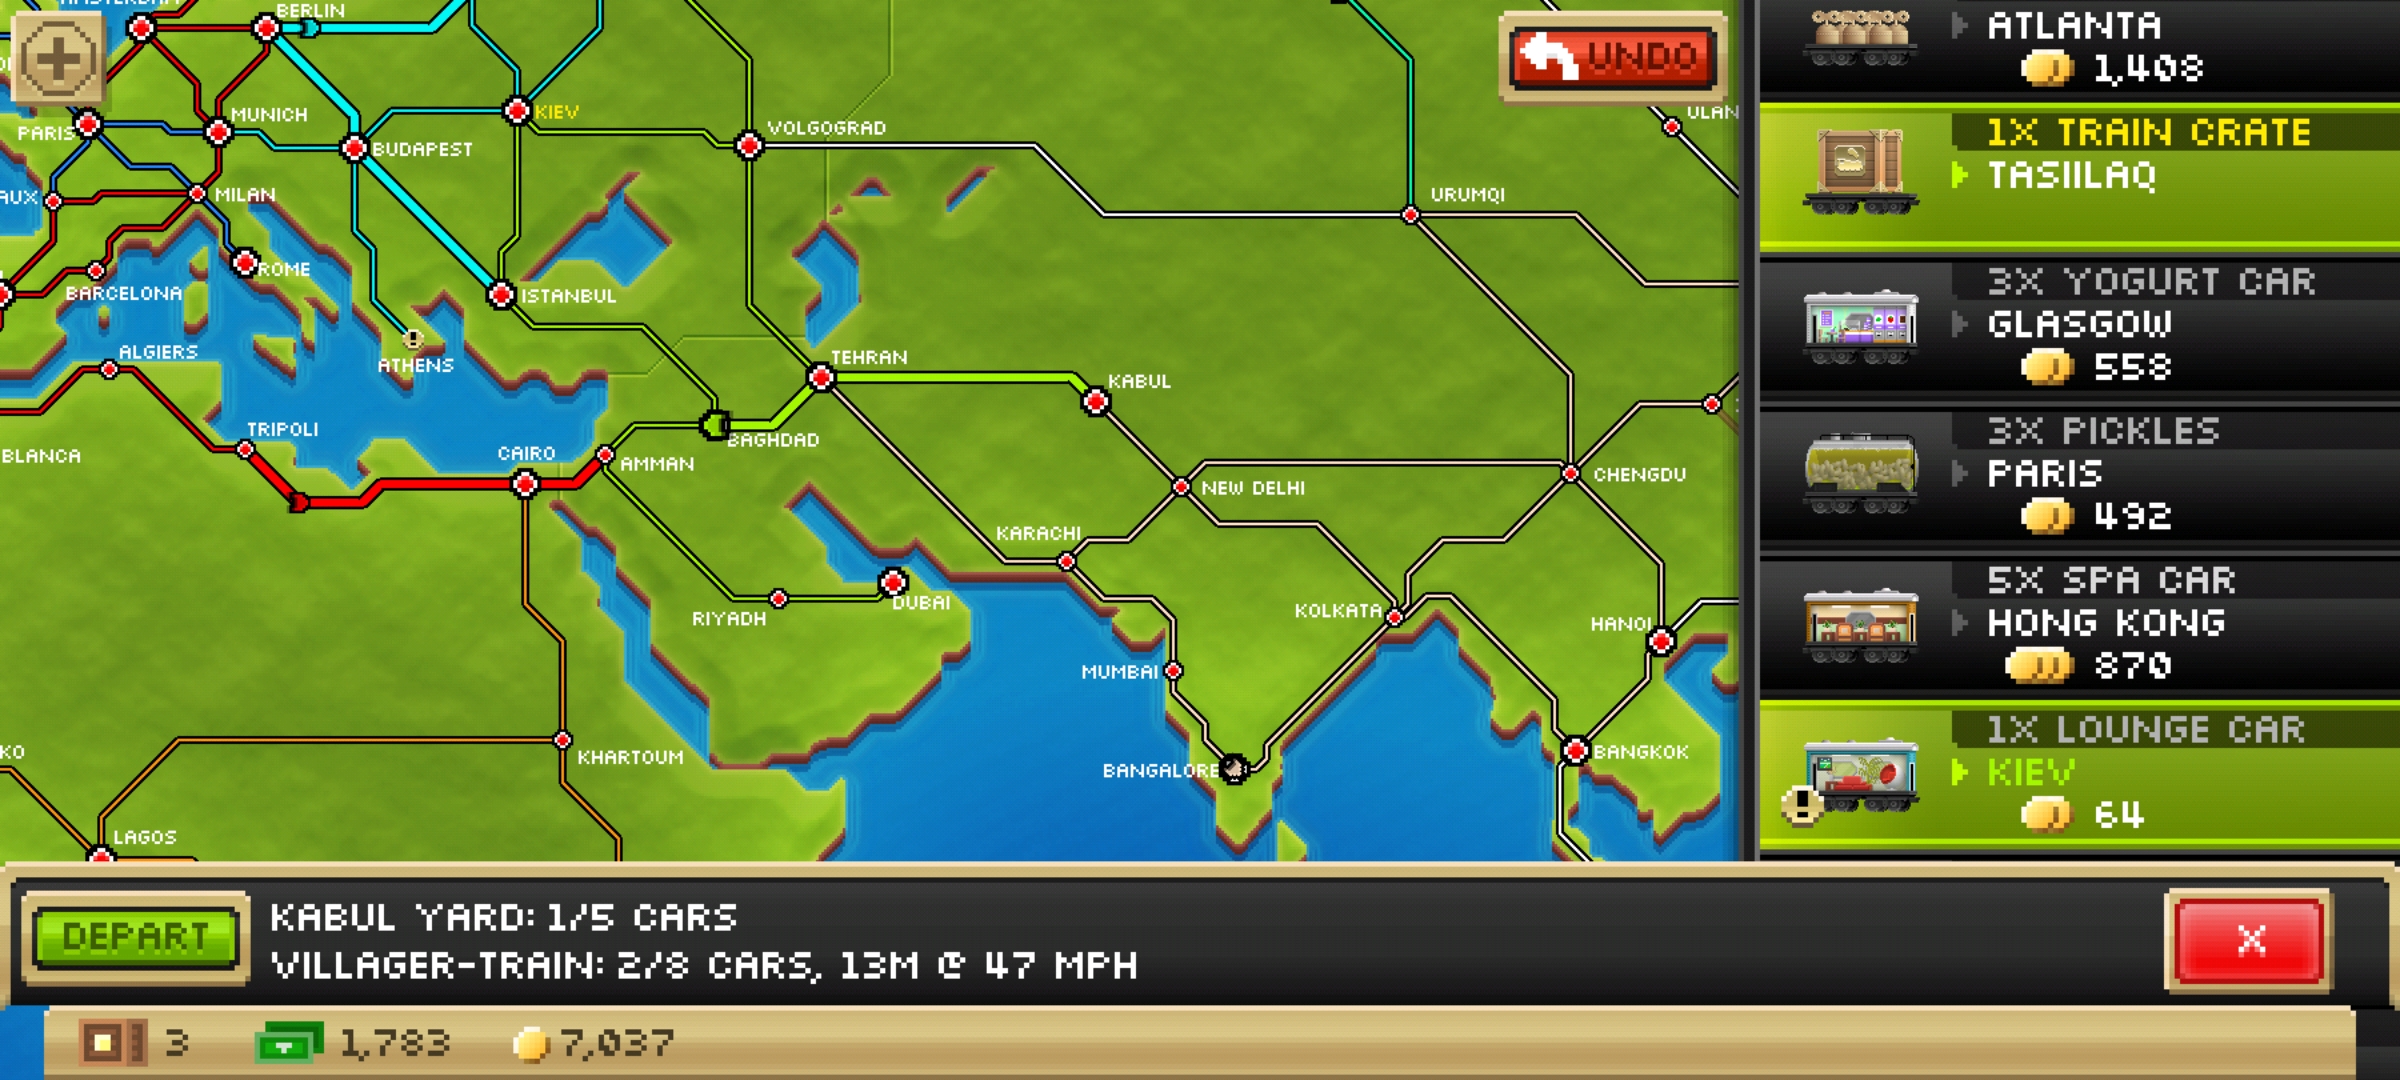 BERLIN
MUNICH
PARIS
KIEV
VOLGOGRAD
BUDAPEST
MILAN
URUMQI
ROME
BARCELONA
ISTANBUL
ALGIERS
ATHENS
TEHRAN
KABUL
TRIPOLI
BAGHDAD
CAIRO
AMMAN
BLANCA
NEW DELHI
CHENGDU
KARACHI
RIYADH
DUBAI
KOLKATA
HANOI
MUMBAI
BANGALORE
BANGKOK
KHARTOUM
LAGOS
UNDO
ATLANTA
1,408
1X TRAIN CRATE
TASIILAQ
3X YOGURT CAR
GLASGOW
558
3X PICKLES
PARIS
492
5X SPA CAR
HONG KONG
870
1X LOUNGE CAR
KIEV
64
DEPART
KABUL YARD: 1/5 CARS
VILLAGER-TRAIN: 2/8 CARS, 13M @ 47 MPH
X
3
1,783
7,037